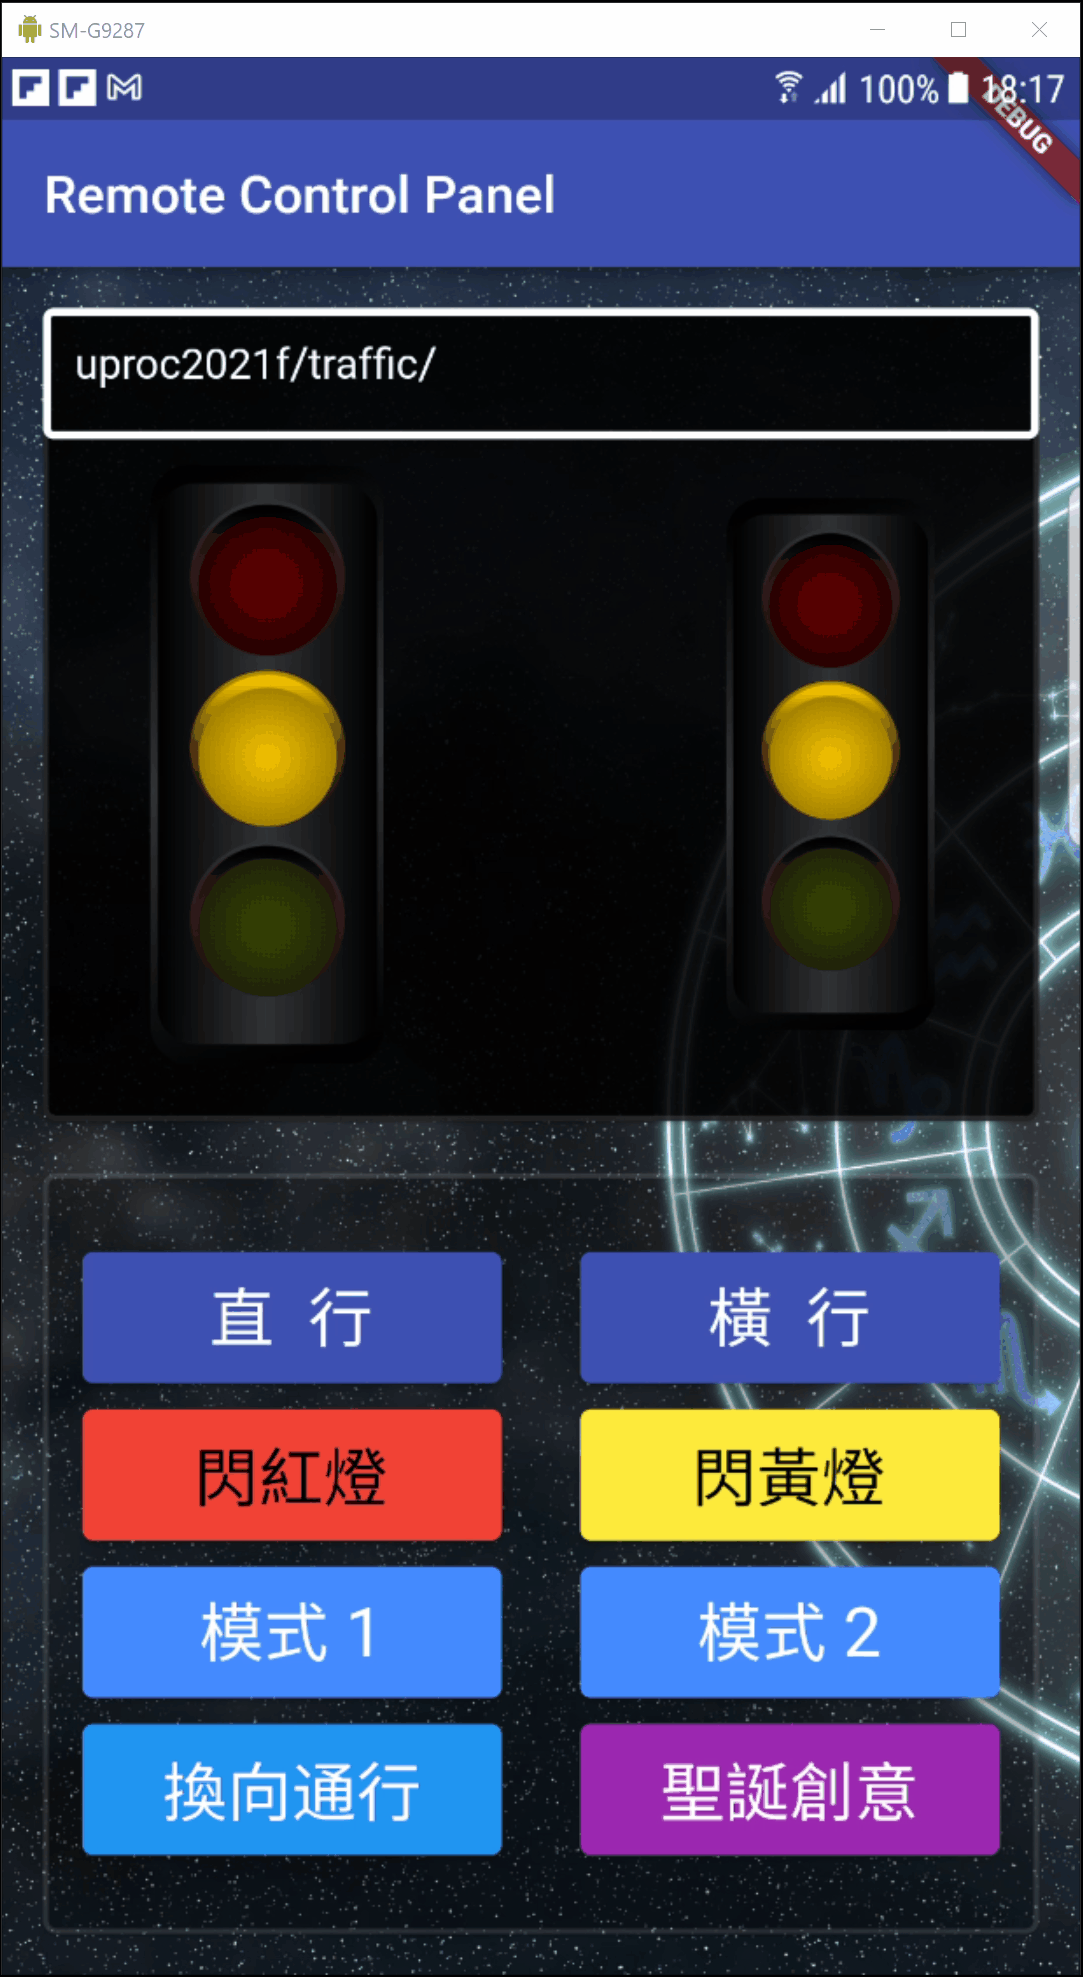 SM-G9287
100% 18:17
DEBUG
Remote Control Panel
uproc2021f/traffic/
直 行
橫 行
閃紅燈
閃黃燈
模式 1
模式 2
換向通行
聖誕創意